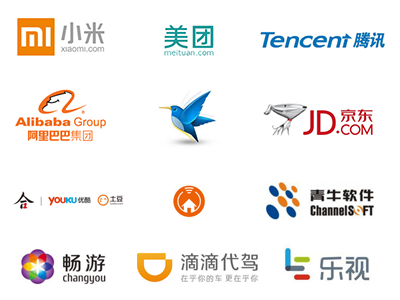 mi 小米
xiaomi.com
美团
meituan.com
Tencent 腾讯
Alibaba Group
阿里巴巴集团
JD.京东
.COM
合 | YOUKU 优酷 土豆
青牛软件
ChannelSOFT
畅游
changyou
滴滴代驾
在乎你的车 更在乎你
乐视